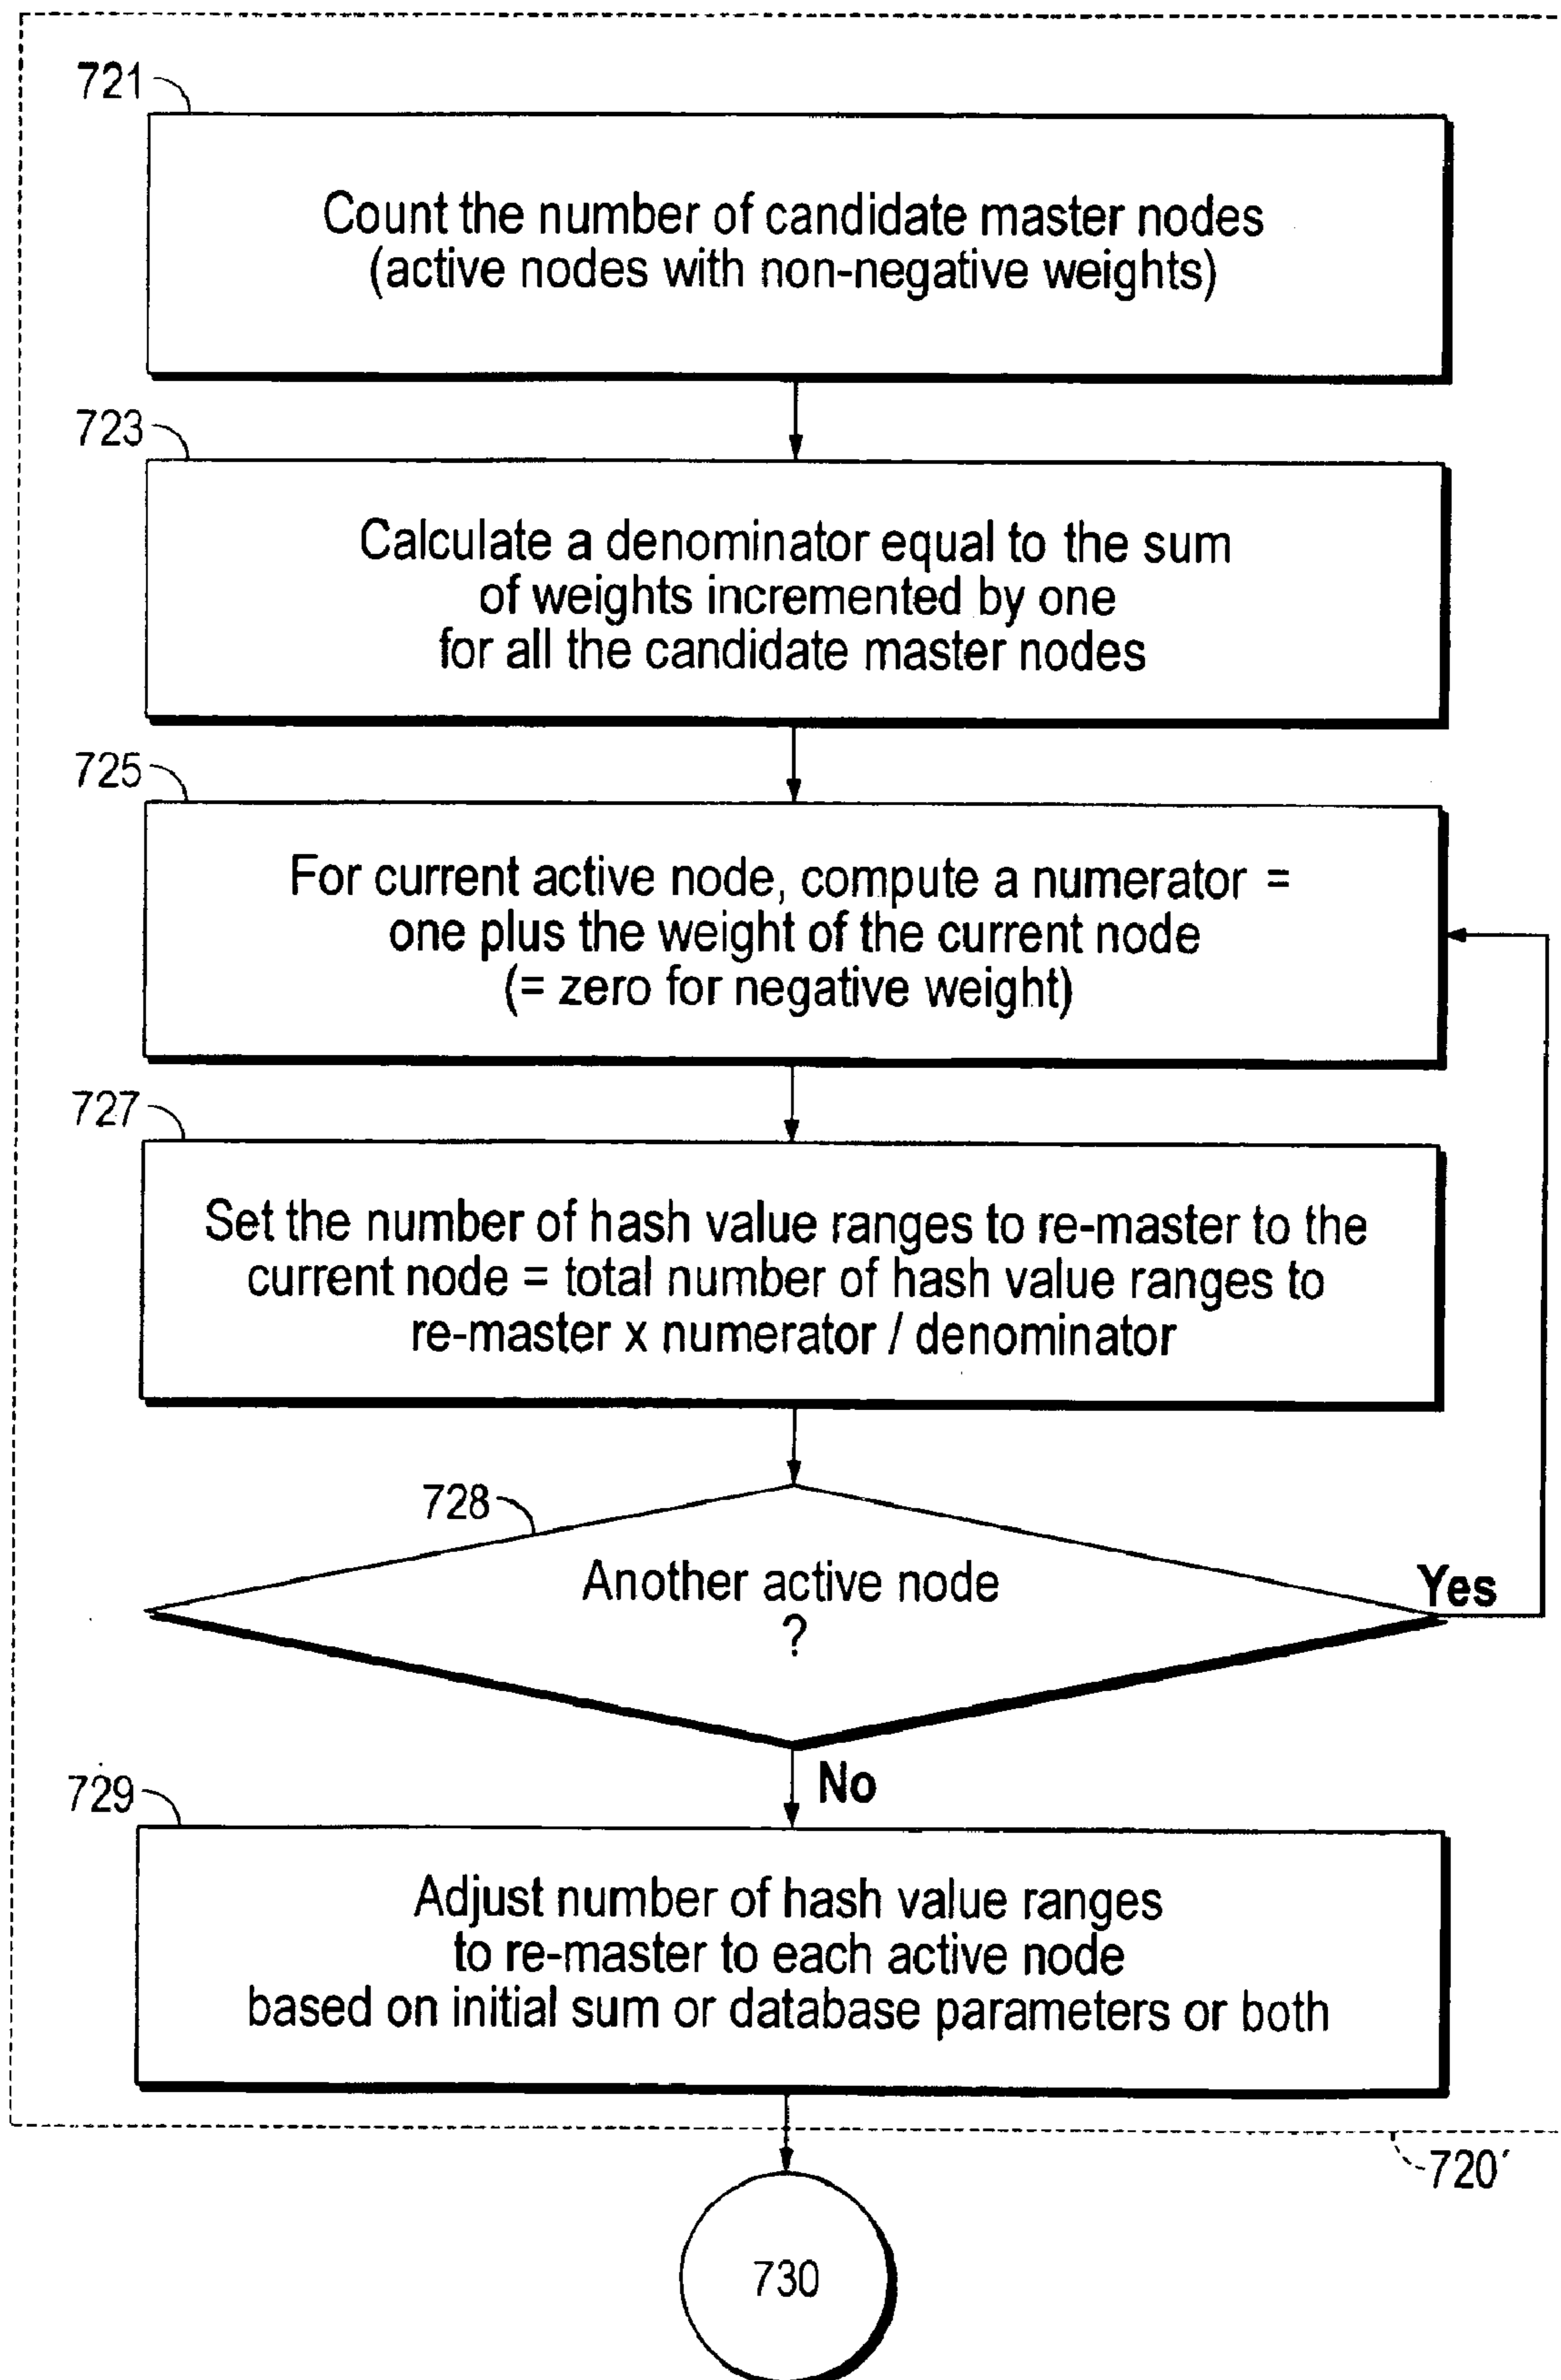 721
Count the number of candidate master nodes
(active nodes with non-negative weights)
723
Calculate a denominator equal to the sum
of weights incremented by one
for all the candidate master nodes
725
For current active node, compute a numerator =
one plus the weight of the current node
(= zero for negative weight)
727
Set the number of hash value ranges to re-master to the
current node = total number of hash value ranges to
re-master x numerator / denominator
728
Another active node
?
Yes
No
729
Adjust number of hash value ranges
to re-master to each active node
based on initial sum or database parameters or both
720´
730